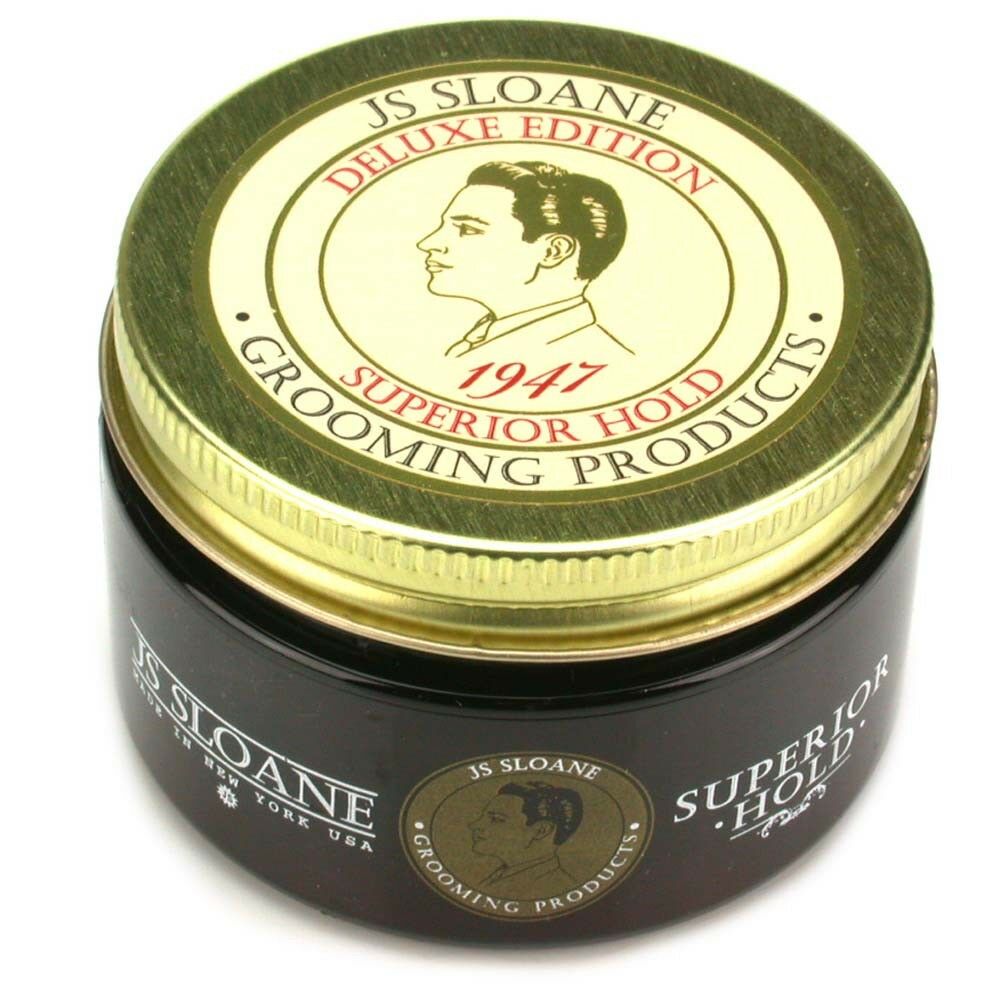 JS SLOANE
DELUXE EDITION
1947
SUPERIOR HOLD
• GROOMING PRODUCTS •
JS SLOANE
MADE IN NEW YORK USA
JS SLOANE
• GROOMING PRODUCTS •
SUPERIOR
• HOLD •